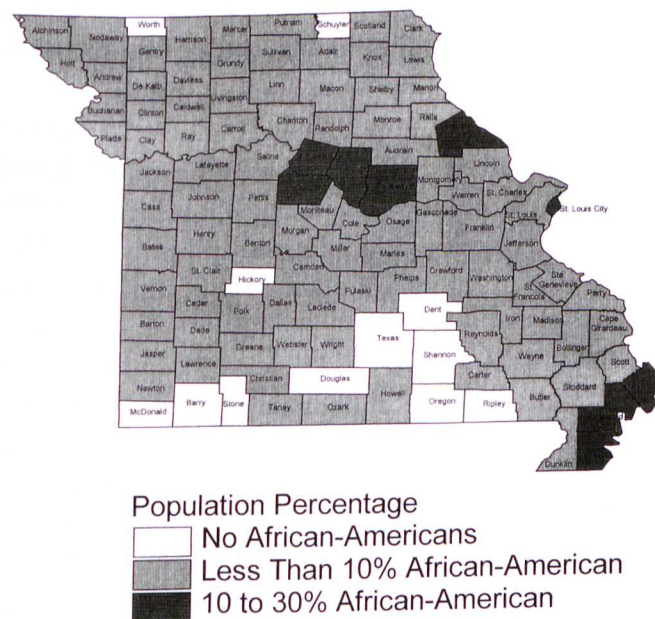 Worth Putnam Schuyler Scotland
Atchinson Nodaway Harrison Mercer Clark
Gentry Sullivan Adair Knox Lewis
Holt Andrew De Kalb Daviess Grundy Linn Macon Shelby Marion
Buchanan Clinton Caldwell Livingston Chariton Randolph Monroe Ralls
Platte Clay Ray Carroll Audrain
Jackson Lafayette Saline Montgomery Lincoln
Cass Johnson Pettis Moniteau Cole Osage Gasconade Warren St. Charles St. Louis St. Louis City
Bates Henry Benton Morgan Miller Maries Franklin Jefferson
Vernon St. Clair Hickory Camden Pulaski Phelps Crawford Washington St. Francois Ste. Genevieve Perry
Barton Cedar Polk Dallas Laclede Dent Iron Madison Cape Girardeau
Jasper Dade Greene Webster Wright Texas Shannon Reynolds Wayne Bollinger Scott
Newton Lawrence Christian Douglas Howell Carter Butler Stoddard
McDonald Barry Stone Taney Ozark Oregon Ripley
Dunklin
Population Percentage
No African-Americans
Less Than 10% African-American
10 to 30% African-American